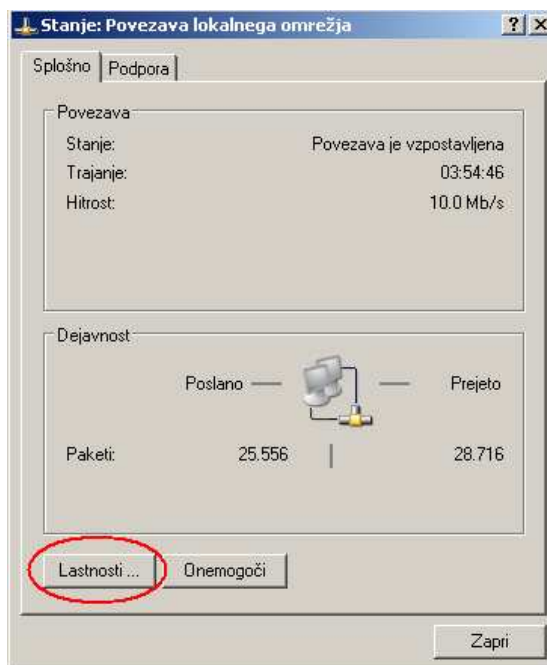 Stanje: Povezava lokalnega omrežja
Splošno Podpora
Povezava
Stanje: Povezava je vzpostavljena
Trajanje: 03:54:46
Hitrost: 10.0 Mb/s
Dejavnost
Poslano Prejeto
Paketi: 25.556 28.716
Lastnosti ... Onemogoči
Zapri